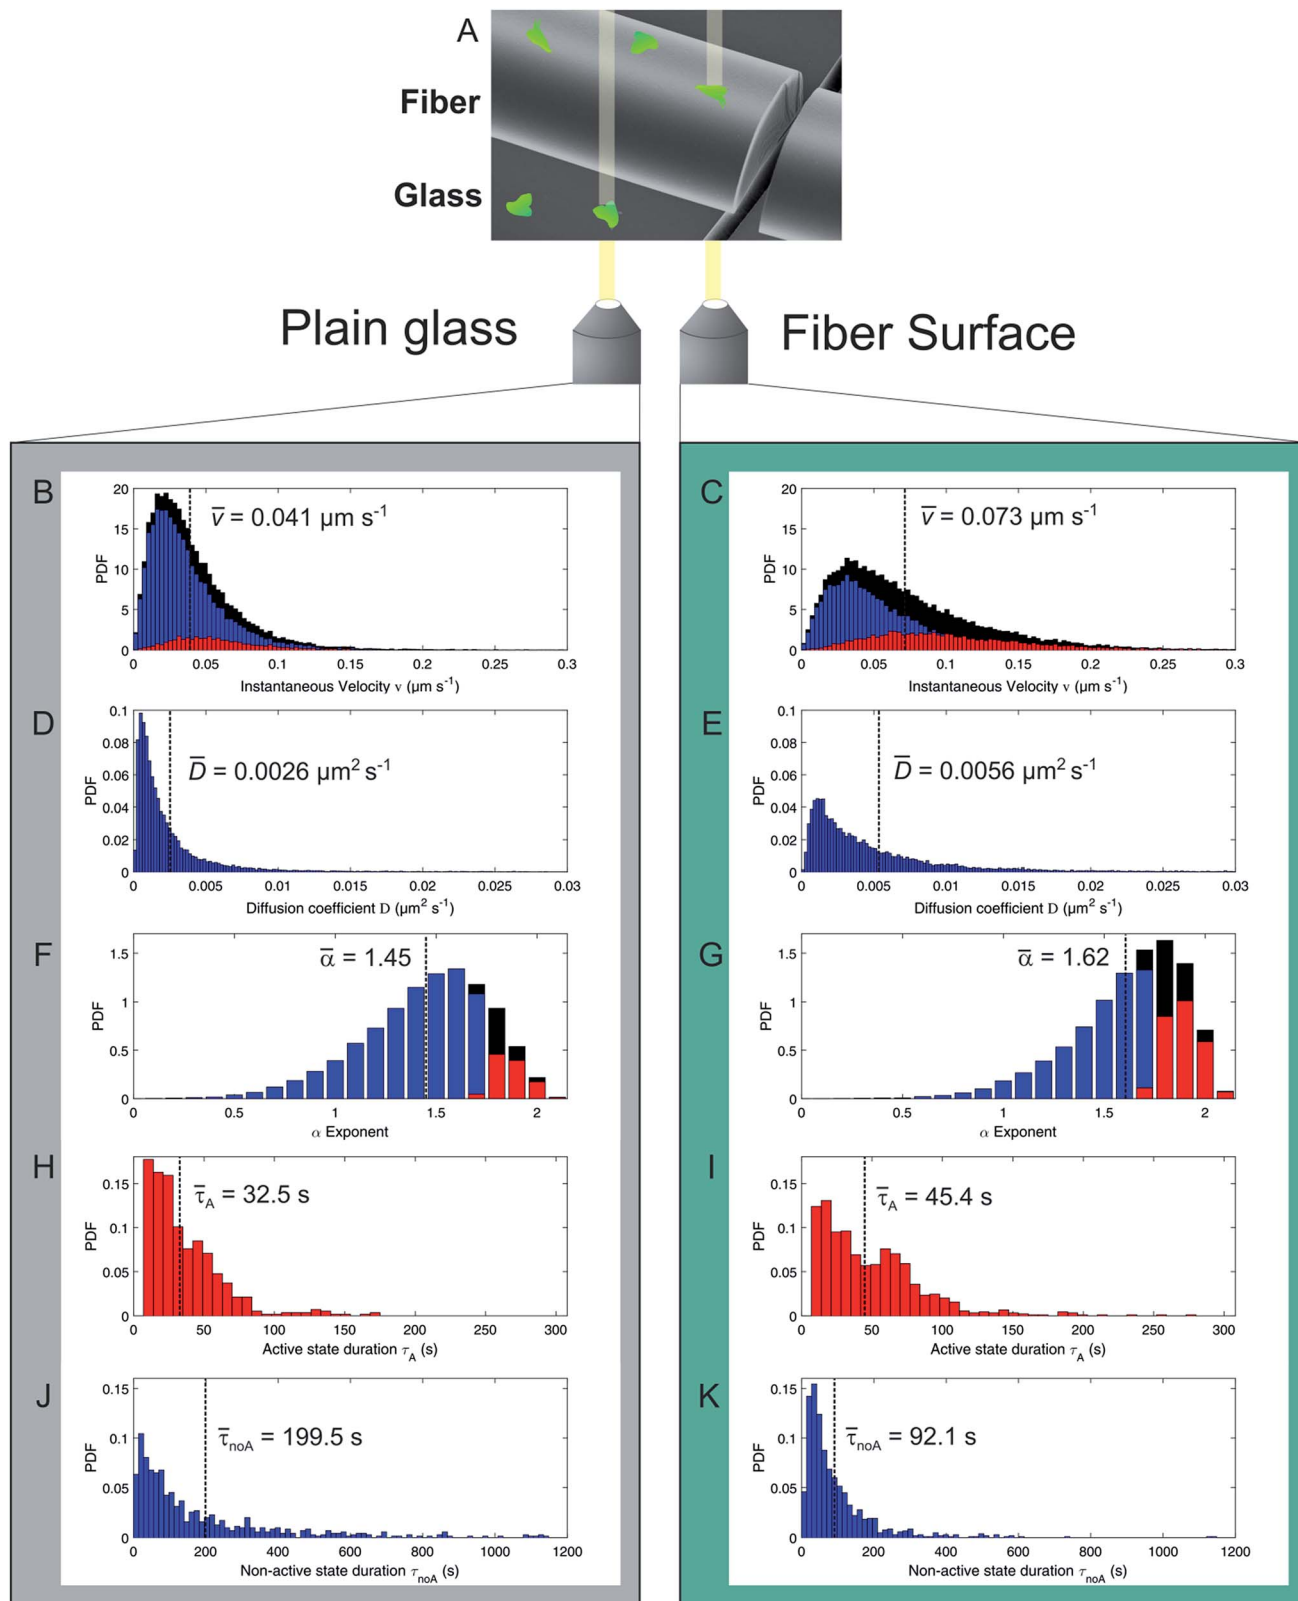 A
Fiber
Glass
Plain glass
Fiber Surface
B
20
15
10
5
0
PDF
v̅ = 0.041 µm s⁻¹
0 0.05 0.1 0.15 0.2 0.25 0.3
Instantaneous Velocity v (µm s⁻¹)
C
20
15
10
5
0
PDF
v̅ = 0.073 µm s⁻¹
0 0.05 0.1 0.15 0.2 0.25 0.3
Instantaneous Velocity v (µm s⁻¹)
D
0.1
0.08
0.06
0.04
0.02
0
PDF
D̅ = 0.0026 µm² s⁻¹
0 0.005 0.01 0.015 0.02 0.025 0.03
Diffusion coefficient D (µm² s⁻¹)
E
0.1
0.08
0.06
0.04
0.02
0
PDF
D̅ = 0.0056 µm² s⁻¹
0 0.005 0.01 0.015 0.02 0.025 0.03
Diffusion coefficient D (µm² s⁻¹)
F
1.5
1
0.5
0
PDF
α̅ = 1.45
0.5 1 1.5 2
α Exponent
G
1.5
1
0.5
0
PDF
α̅ = 1.62
0.5 1 1.5 2
α Exponent
H
0.15
0.1
0.05
0
PDF
τ̅A = 32.5 s
0 50 100 150 200 250 300
Active state duration τA (s)
I
0.15
0.1
0.05
0
PDF
τ̅A = 45.4 s
0 50 100 150 200 250 300
Active state duration τA (s)
J
0.15
0.1
0.05
0
PDF
τ̅noA = 199.5 s
0 200 400 600 800 1000 1200
Non-active state duration τnoA (s)
K
0.15
0.1
0.05
0
PDF
τ̅noA = 92.1 s
0 200 400 600 800 1000 1200
Non-active state duration τnoA (s)